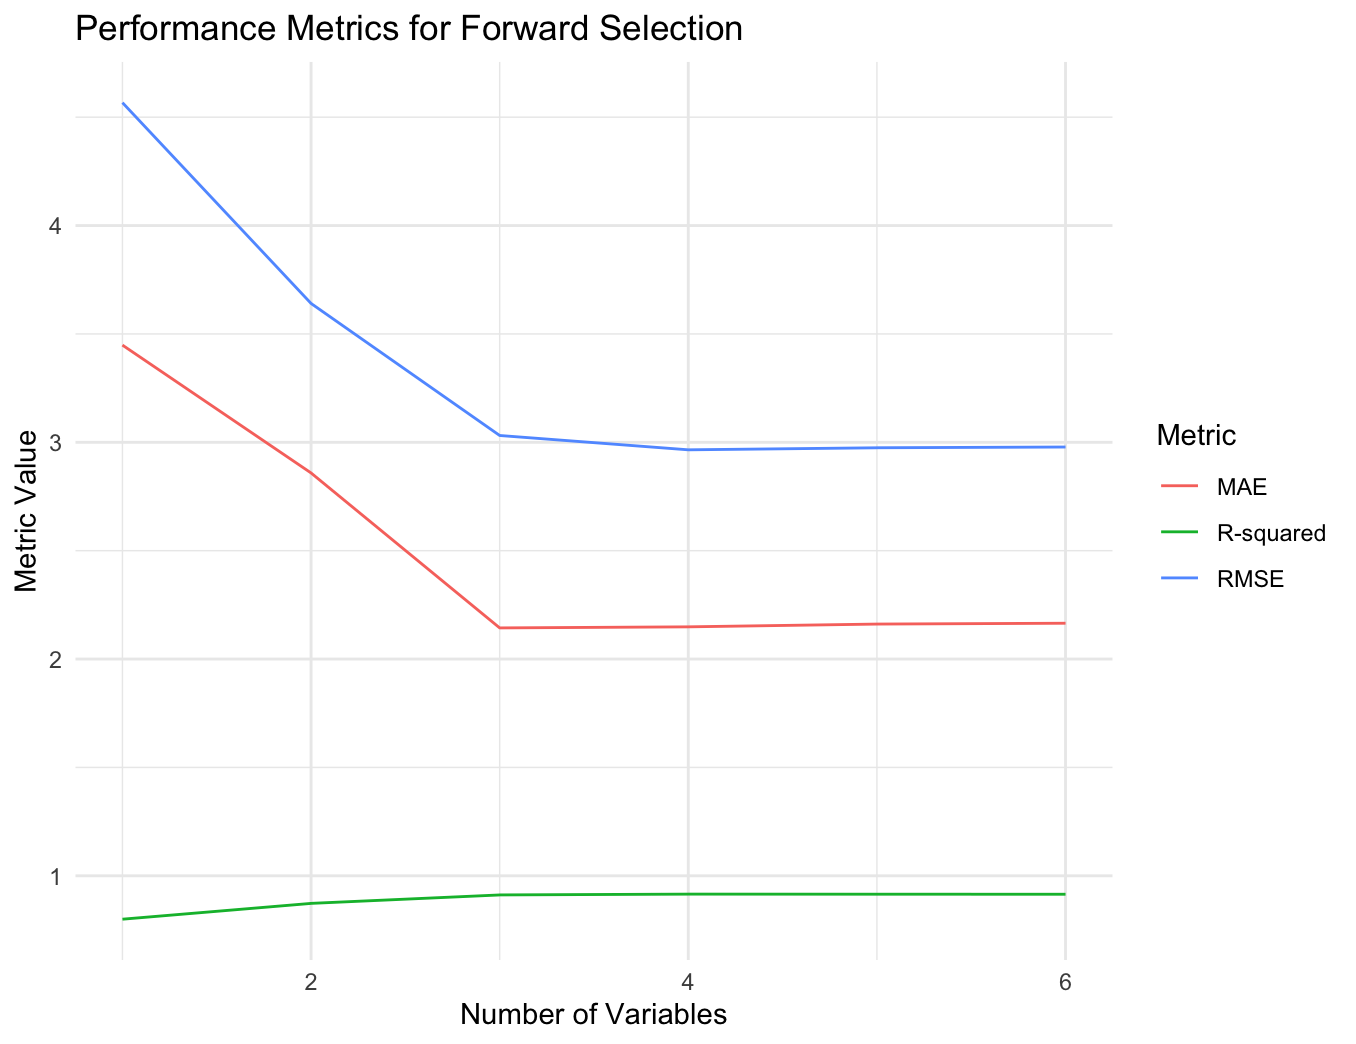 Performance Metrics for Forward Selection
Metric Value
4
3
2
1
2
4
6
Number of Variables
Metric
MAE
R-squared
RMSE